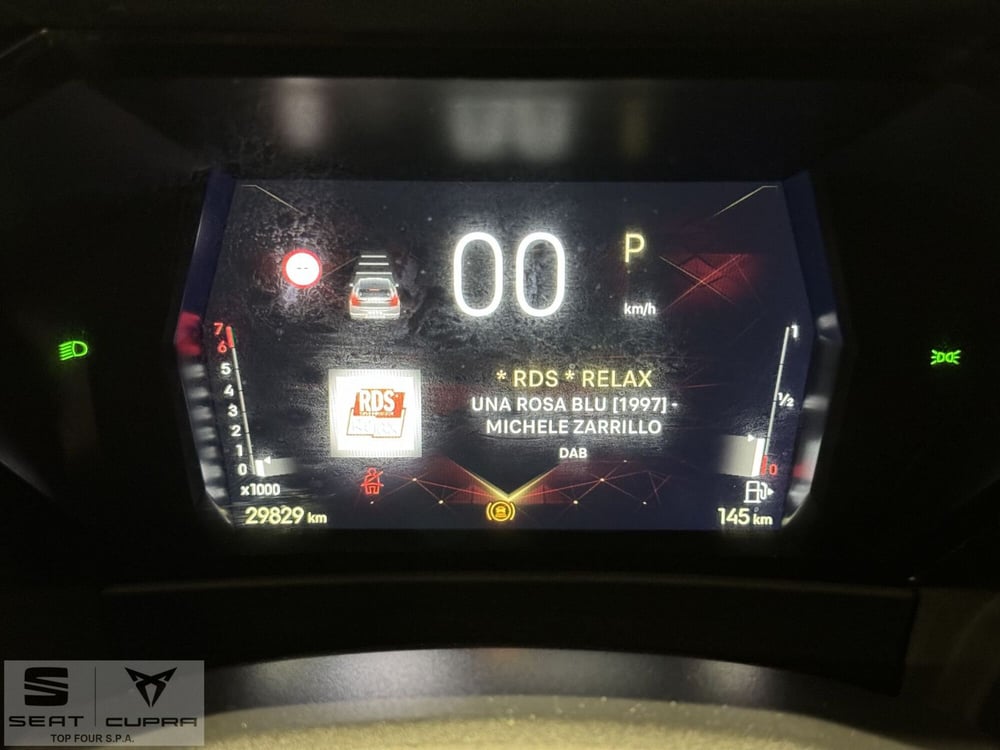 00
P
km/h
7
6
5
4
3
2
1
0
x1000
29829 km
RDS
RELAX
* RDS * RELAX
UNA ROSA BLU [1997] -
MICHELE ZARRILLO
DAB
1
1/2
0
145 km
SEAT
CUPRA
TOP FOUR S.P.A.